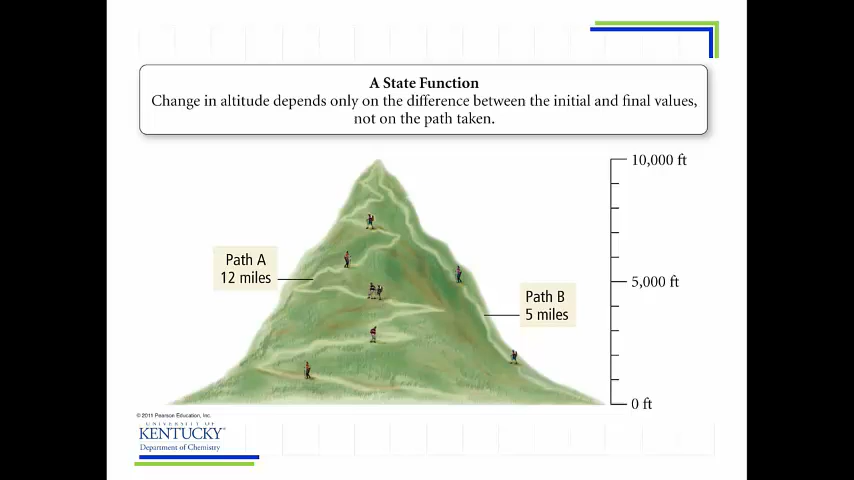 A State Function
Change in altitude depends only on the difference between the initial and final values,
not on the path taken.
10,000 ft
Path A
12 miles
5,000 ft
Path B
5 miles
0 ft
© 2011 Pearson Education, Inc.
UNIVERSITY OF
KENTUCKY®
Department of Chemistry